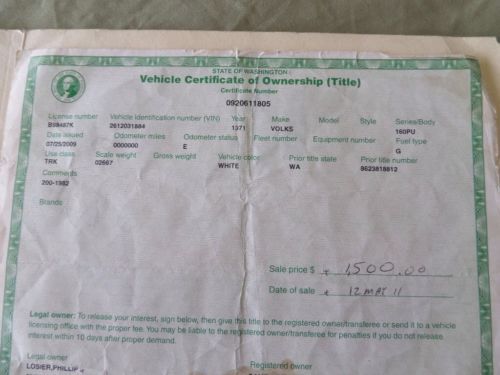 STATE OF WASHINGTON
Vehicle Certificate of Ownership (Title)
Certificate Number
0920611805
License number Vehicle identification number (VIN) Year Make Model Style Series/Body
B98487K 2612031884 1971 VOLKS 160PU
Date issued Odometer miles Odometer status Fleet number Equipment number Fuel type
07/25/2009 0000000 E G
Use class Scale weight Gross weight Vehicle color Prior title state Prior title number
TRK 02667 WHITE WA 8623818812
Comments
200-1982
Brands
Sale price $ 1,500.00
Date of sale 12 MAY 11
Legal owner: To release your interest, sign below, then give this title to the registered owner/transferee or send it to a vehicle
licensing office with the proper fee. You may be liable to the registered owner/transferee for penalties if you do not release
interest within 10 days after proper demand.
Legal owner Registered owner
LOSIER,PHILLIP